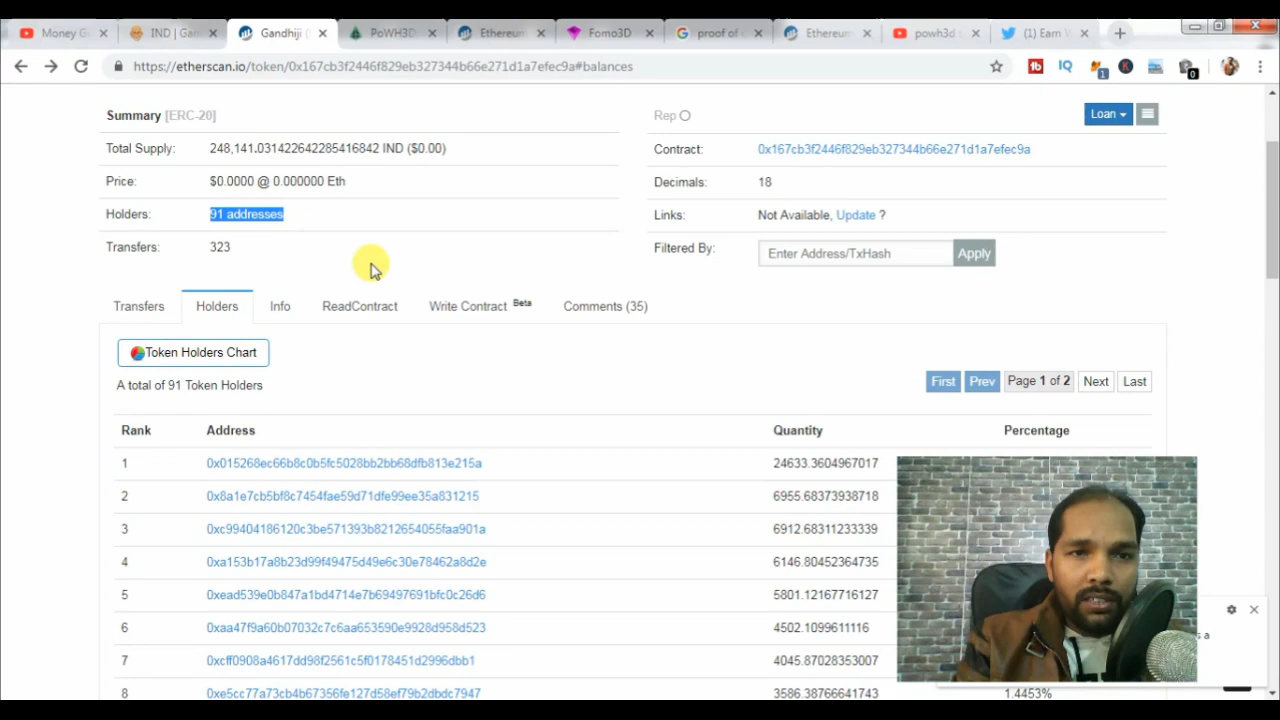 Money G
IND | Gan
Gandhiji (
PoWH3D
Ethereum
Fomo3D
proof of
Ethereum
powh3d s
(1) Earn
https://etherscan.io/token/0x167cb3f2446f829eb327344b66e271d1a7efec9a#balances
Summary [ERC-20]
Rep
Loan
Total Supply: 248,141.031422642285416842 IND ($0.00)
Contract: 0x167cb3f2446f829eb327344b66e271d1a7efec9a
Price: $0.0000 @ 0.000000 Eth
Decimals: 18
Holders: 91 addresses
Links: Not Available, Update ?
Transfers: 323
Filtered By: Enter Address/TxHash Apply
Transfers Holders Info ReadContract Write Contract Beta Comments (35)
Token Holders Chart
A total of 91 Token Holders
First Prev Page 1 of 2 Next Last
Rank Address Quantity Percentage
1 0x015268ec66b8c0b5fc5028bb2bb68dfb813e215a 24633.3604967017
2 0x8a1e7cb5bf8c7454fae59d71dfe99ee35a831215 6955.68373938718
3 0xc99404186120c3be571393b8212654055faa901a 6912.68311233339
4 0xa153b17a8b23d99f49475d49e6c30e78462a8d2e 6146.80452364735
5 0xead539e0b847a1bd4714e7b69497691bfc0c26d6 5801.12167716127
6 0xaa47f9a60b07032c7c6aa653590e9928d958d523 4502.1099611116
7 0xcff0908a4617dd98f2561c5f0178451d2996dbb1 4045.87028353007
8 0xe5cc77a73cb4b67356fe127d58ef79b2dbdc7947 3586.38766641743 1.4453%